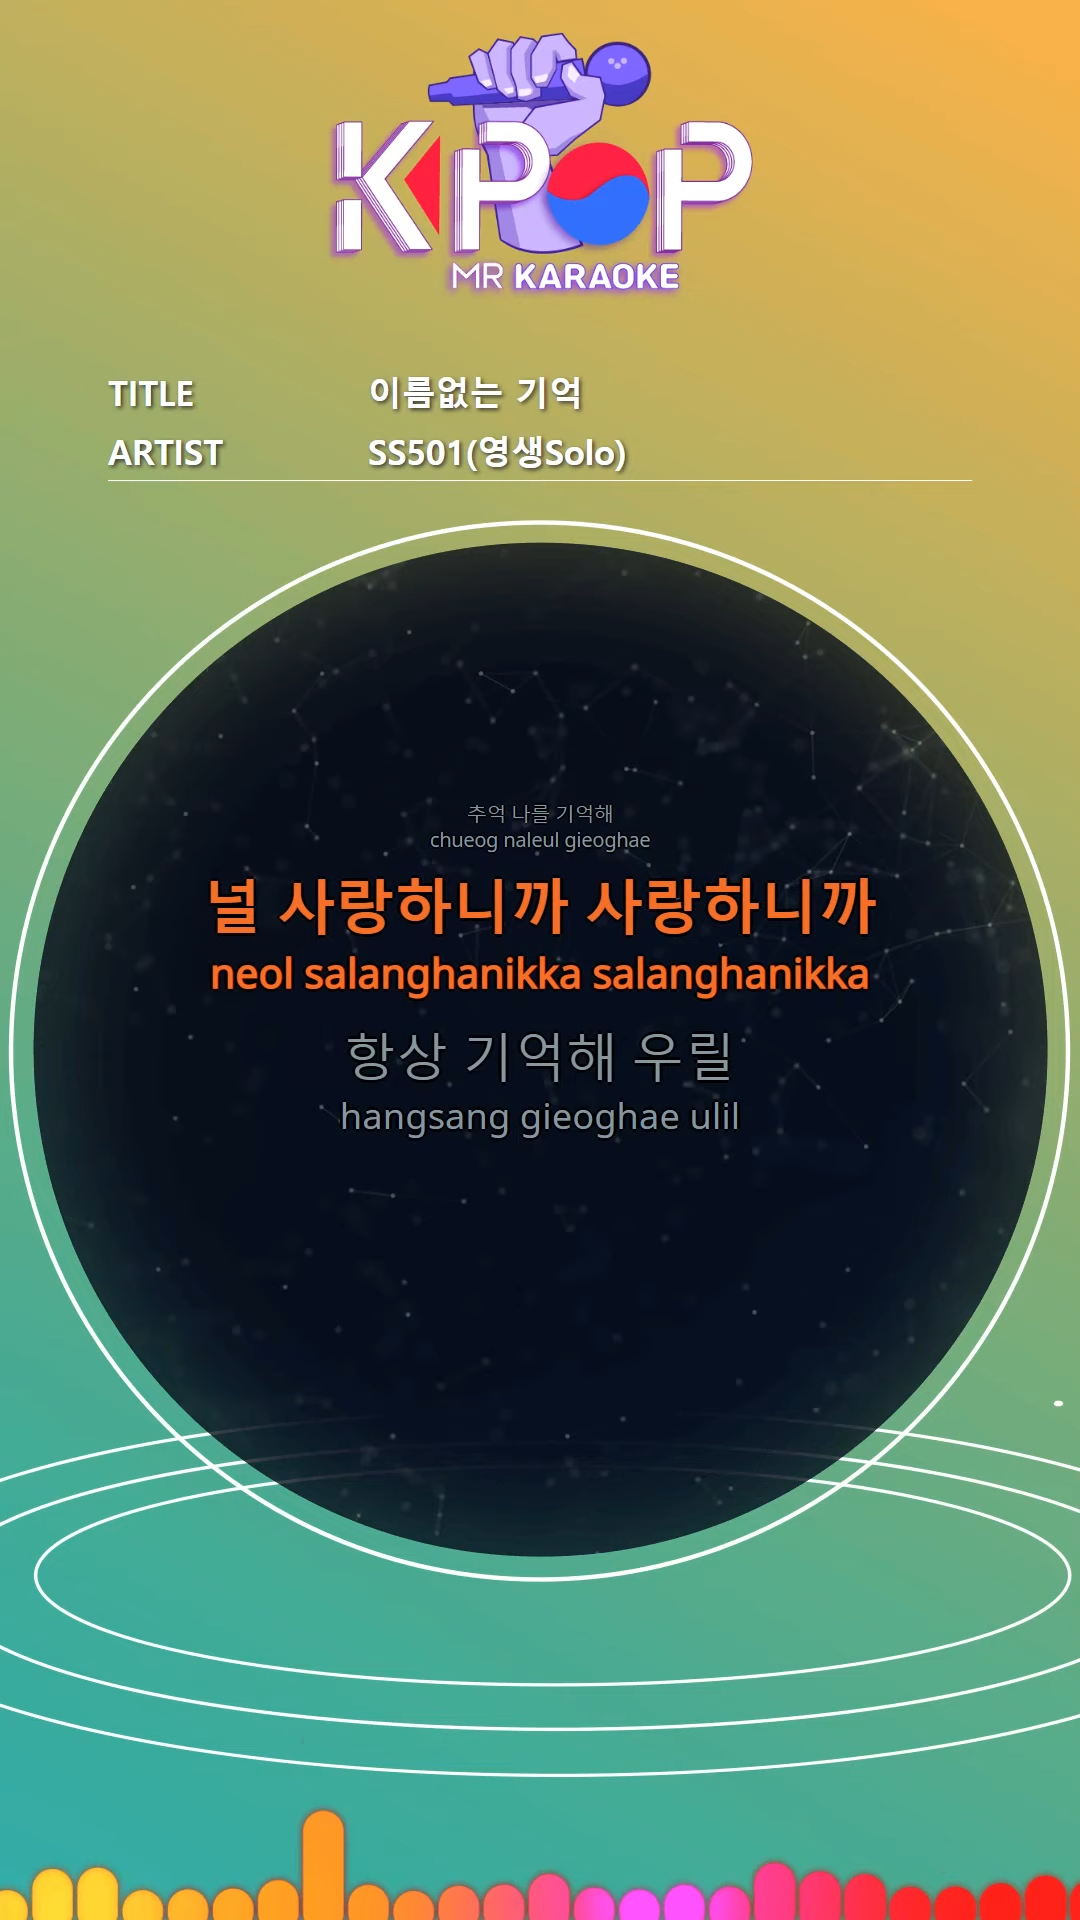 KPOP
MR KARAOKE
TITLE 이름없는 기억
ARTIST SS501(영생Solo)
추억 나를 기억해
chueog naleul gieoghae
널 사랑하니까 사랑하니까
neol salanghanikka salanghanikka
항상 기억해 우릴
hangsang gieoghae ulil